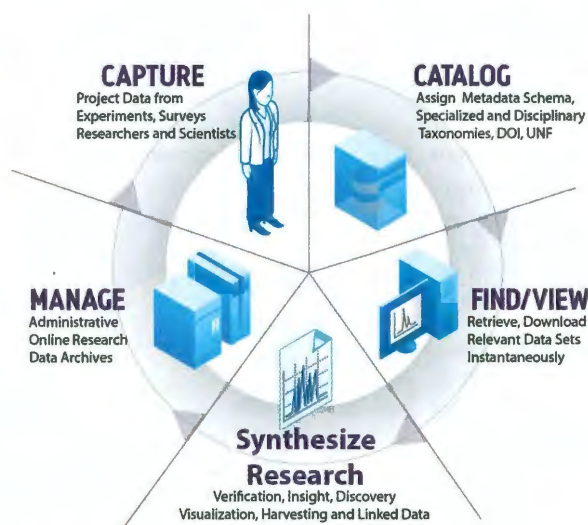 CAPTURE
Project Data from
Experiments, Surveys
Researchers and Scientists
CATALOG
Assign Metadata Schema,
Specialized and Disciplinary
Taxonomies, DOI, UNF
FIND/VIEW
Retrieve, Download
Relevant Data Sets
Instantaneously
Synthesize
Research
Verification, Insight, Discovery
Visualization, Harvesting and Linked Data
MANAGE
Administrative
Online Research
Data Archives